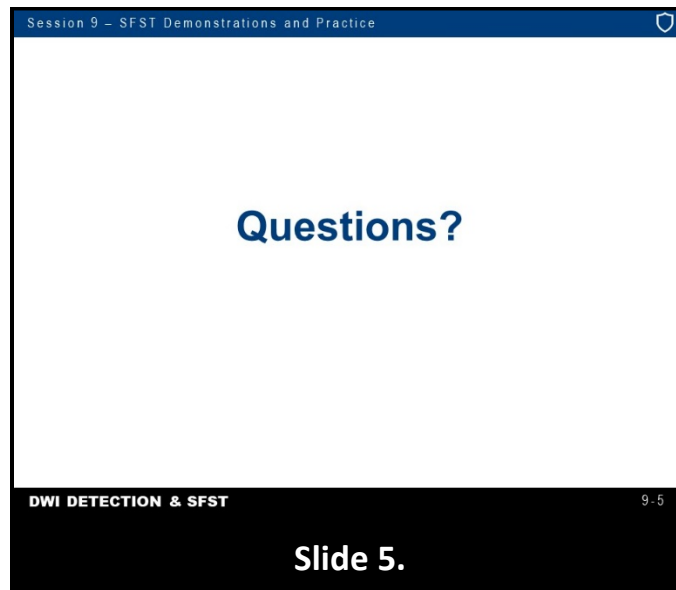 Session 9 – SFST Demonstrations and Practice
Questions?
DWI DETECTION & SFST 9-5
Slide 5.